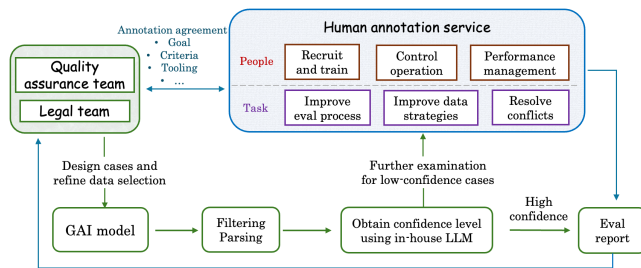 Human annotation service
Annotation agreement
• Goal
• Criteria
• Tooling
• ...
Quality
assurance team
Legal team
People
Recruit
and train
Control
operation
Performance
management
Task
Improve
eval process
Improve data
strategies
Resolve
conflicts
Design cases and
refine data selection
Further examination
for low-confidence cases
GAI model
Filtering
Parsing
Obtain confidence level
using in-house LLM
High
confidence
Eval
report